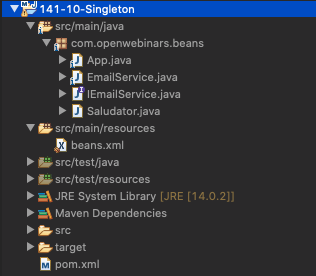 141-10-Singleton
src/main/java
com.openwebinars.beans
App.java
EmailService.java
IEmailService.java
Saludator.java
src/main/resources
beans.xml
src/test/java
src/test/resources
JRE System Library [JRE [14.0.2]]
Maven Dependencies
src
target
pom.xml